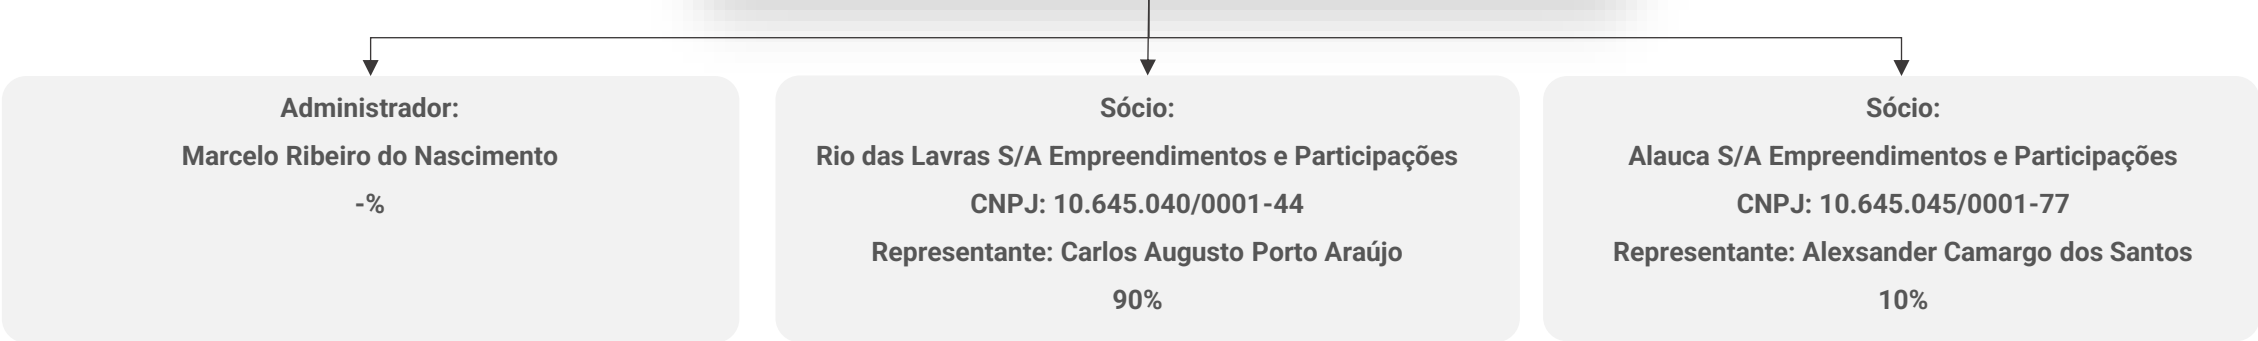 Administrador:
Marcelo Ribeiro do Nascimento
-%
Sócio:
Rio das Lavras S/A Empreendimentos e Participações
CNPJ: 10.645.040/0001-44
Representante: Carlos Augusto Porto Araújo
90%
Sócio:
Alauca S/A Empreendimentos e Participações
CNPJ: 10.645.045/0001-77
Representante: Alexsander Camargo dos Santos
10%